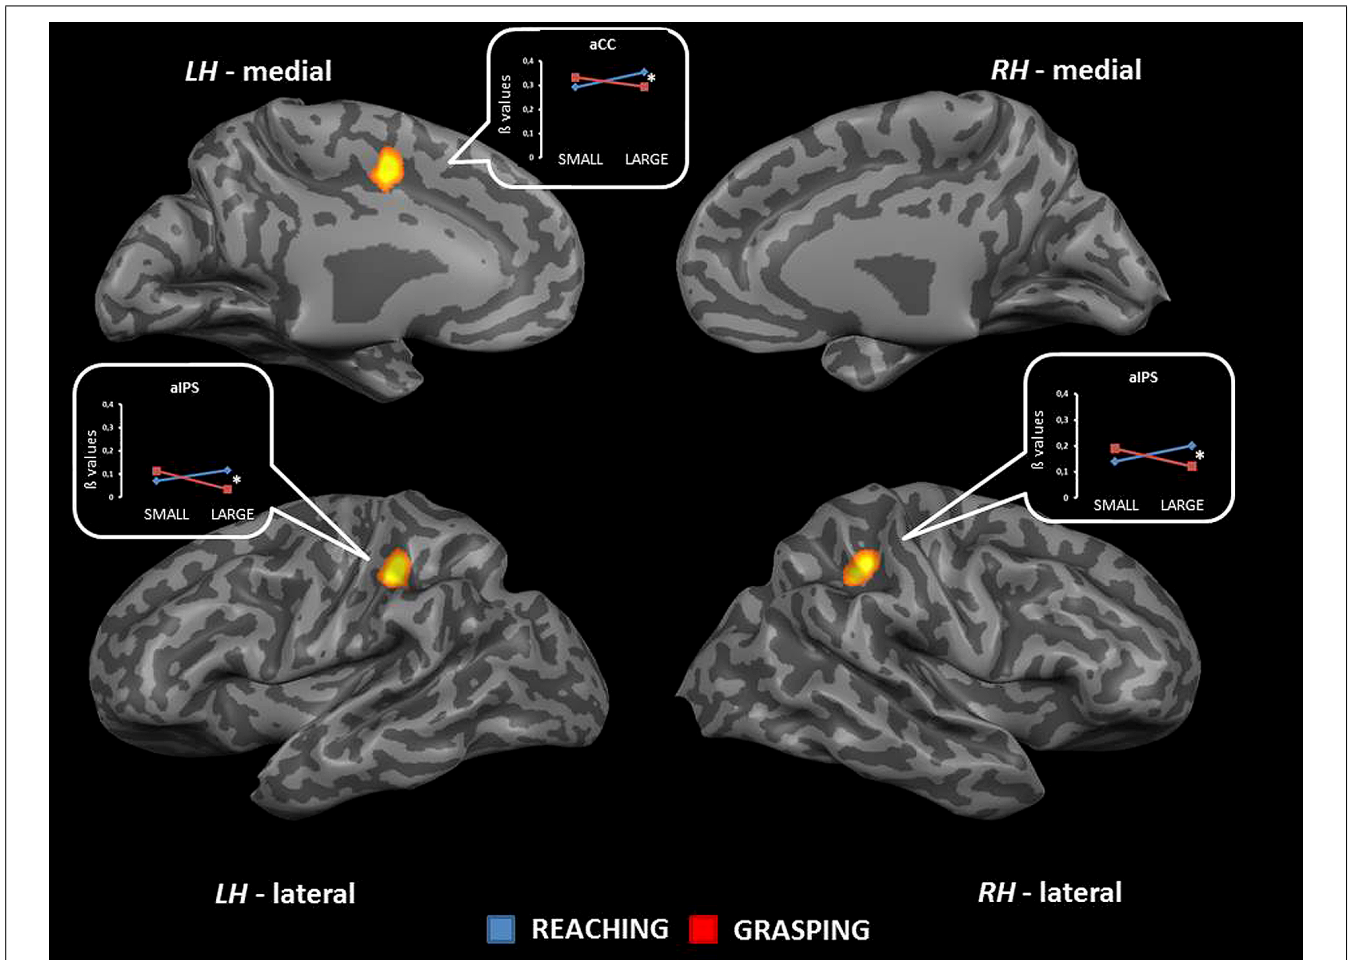 LH - medial
RH - medial
aCC
ß values
0,4
0,3
0,2
0,1
0
*
SMALL LARGE
aIPS
ß values
0,4
0,3
0,2
0,1
0
*
SMALL LARGE
aIPS
ß values
0,4
0,3
0,2
0,1
0
*
SMALL LARGE
LH - lateral
RH - lateral
REACHING GRASPING